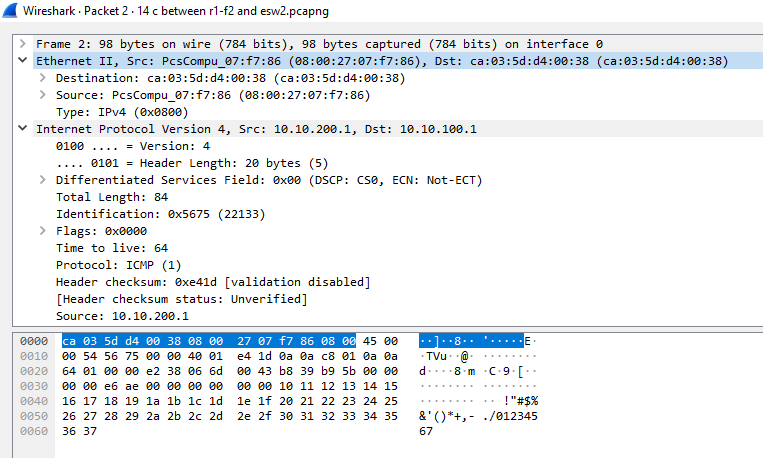 Wireshark · Packet 2 · 14 c between r1-f2 and esw2.pcapng
Frame 2: 98 bytes on wire (784 bits), 98 bytes captured (784 bits) on interface 0
Ethernet II, Src: PcsCompu_07:f7:86 (08:00:27:07:f7:86), Dst: ca:03:5d:d4:00:38 (ca:03:5d:d4:00:38)
Destination: ca:03:5d:d4:00:38 (ca:03:5d:d4:00:38)
Source: PcsCompu_07:f7:86 (08:00:27:07:f7:86)
Type: IPv4 (0x0800)
Internet Protocol Version 4, Src: 10.10.200.1, Dst: 10.10.100.1
0100 .... = Version: 4
.... 0101 = Header Length: 20 bytes (5)
Differentiated Services Field: 0x00 (DSCP: CS0, ECN: Not-ECT)
Total Length: 84
Identification: 0x5675 (22133)
Flags: 0x0000
Time to live: 64
Protocol: ICMP (1)
Header checksum: 0xe41d [validation disabled]
[Header checksum status: Unverified]
Source: 10.10.200.1
0000 ca 03 5d d4 00 38 08 00 27 07 f7 86 08 00 45 00 ··]··8·· '·····E·
0010 00 54 56 75 00 00 40 01 e4 1d 0a 0a c8 01 0a 0a ·TVu··@· ········
0020 64 01 00 00 e2 38 06 6d 00 43 b8 39 b9 5b 00 00 d····8·m ·C·9·[··
0030 00 00 e6 ae 00 00 00 00 00 00 10 11 12 13 14 15 ········ ········
0040 16 17 18 19 1a 1b 1c 1d 1e 1f 20 21 22 23 24 25 ········ ·· !"#$%
0050 26 27 28 29 2a 2b 2c 2d 2e 2f 30 31 32 33 34 35 &'()*+,- ./012345
0060 36 37 67